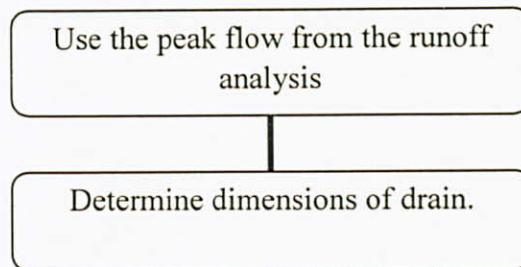 Use the peak flow from the runoff
analysis
Determine dimensions of drain.